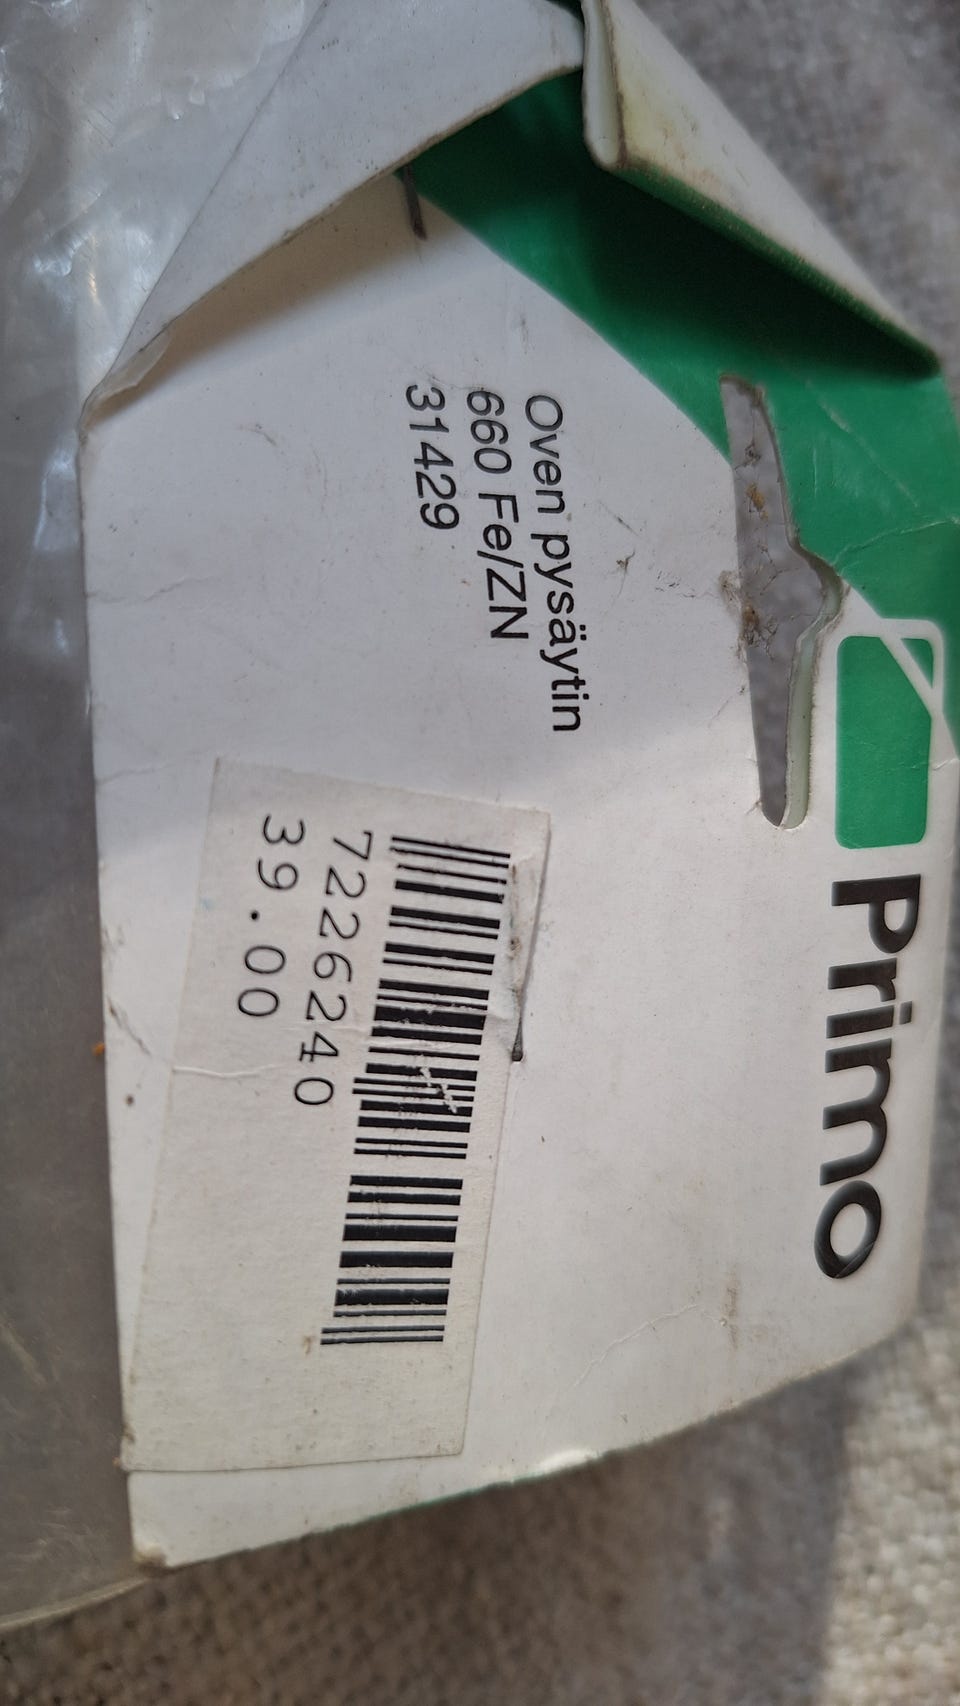 Primo
Oven pysäytin
660 Fe/ZN
31429
7226240
39.00